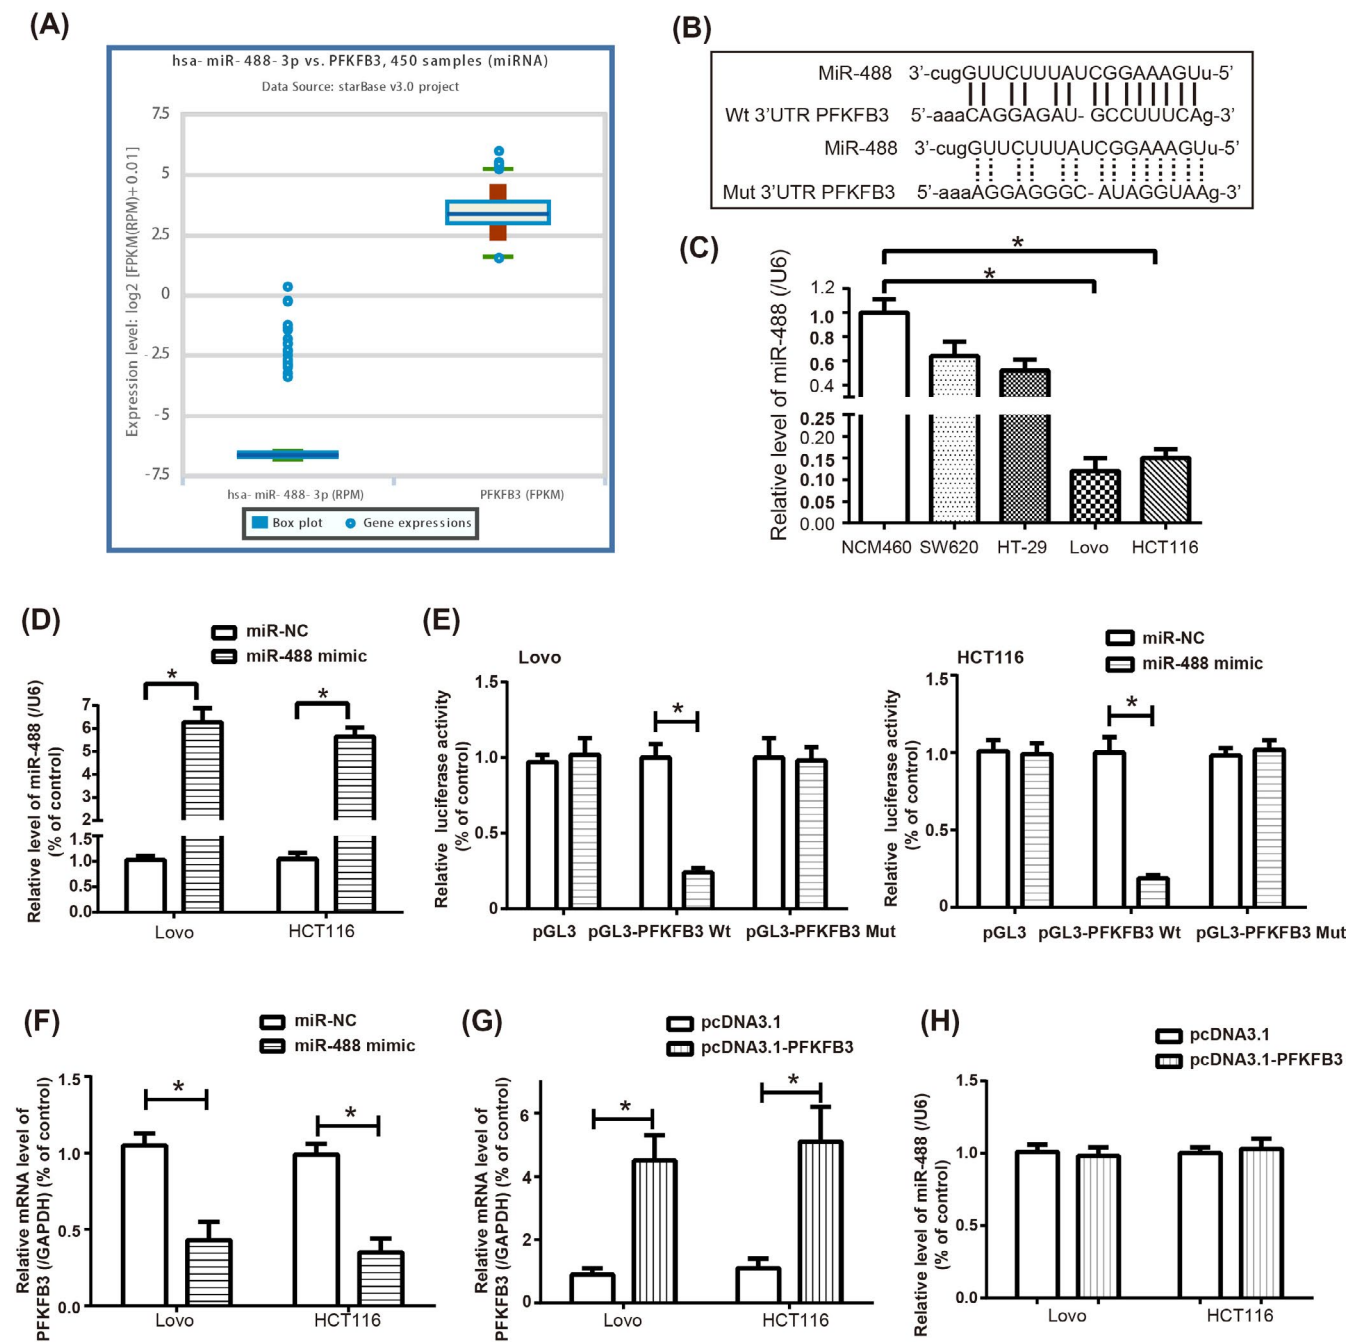 (A)
hsa- miR- 488- 3p vs. PFKFB3, 450 samples (miRNA)
Data Source: starBase v3.0 project
Expression level: log2 [FPKM(RPM)+0.01]
7.5
5
2.5
0
-2.5
-5
-7.5
hsa- miR- 488- 3p (RPM)
PFKFB3 (FPKM)
Box plot
Gene expressions
(B)
MiR-488 3'-cugGUUCUUUAUCGGAAAGUu-5'
Wt 3'UTR PFKFB3 5'-aaaCAGGAGAU- GCCUUUCAg-3'
MiR-488 3'-cugGUUCUUUAUCGGAAAGUu-5'
Mut 3'UTR PFKFB3 5'-aaaAGGAGGGC- AUAGGUAAg-3'
(C)
Relative level of miR-488 (/U6)
1.2
1.0
0.8
0.6
0.4
0.25
0.20
0.15
0.10
0.05
0.00
*
*
NCM460 SW620 HT-29 Lovo HCT116
(D)
miR-NC
miR-488 mimic
Relative level of miR-488 (/U6)
(% of control)
7
6
5
4
3
2
1.5
1.0
0.5
0.0
*
*
Lovo HCT116
(E)
Lovo
Relative luciferase activity
(% of control)
1.5
1.0
0.5
0
*
pGL3 pGL3-PFKFB3 Wt pGL3-PFKFB3 Mut
HCT116
miR-NC
miR-488 mimic
Relative luciferase activity
(% of control)
1.5
1.0
0.5
0
*
pGL3 pGL3-PFKFB3 Wt pGL3-PFKFB3 Mut
(F)
miR-NC
miR-488 mimic
Relative mRNA level of
PFKFB3 (/GAPDH) (% of control)
1.5
1.0
0.5
0.0
*
*
Lovo HCT116
(G)
pcDNA3.1
pcDNA3.1-PFKFB3
Relative mRNA level of
PFKFB3 (/GAPDH) (% of control)
6
4
2
0
*
*
Lovo HCT116
(H)
pcDNA3.1
pcDNA3.1-PFKFB3
Relative level of miR-488 (/U6)
(% of control)
1.5
1.0
0.5
0
Lovo HCT116